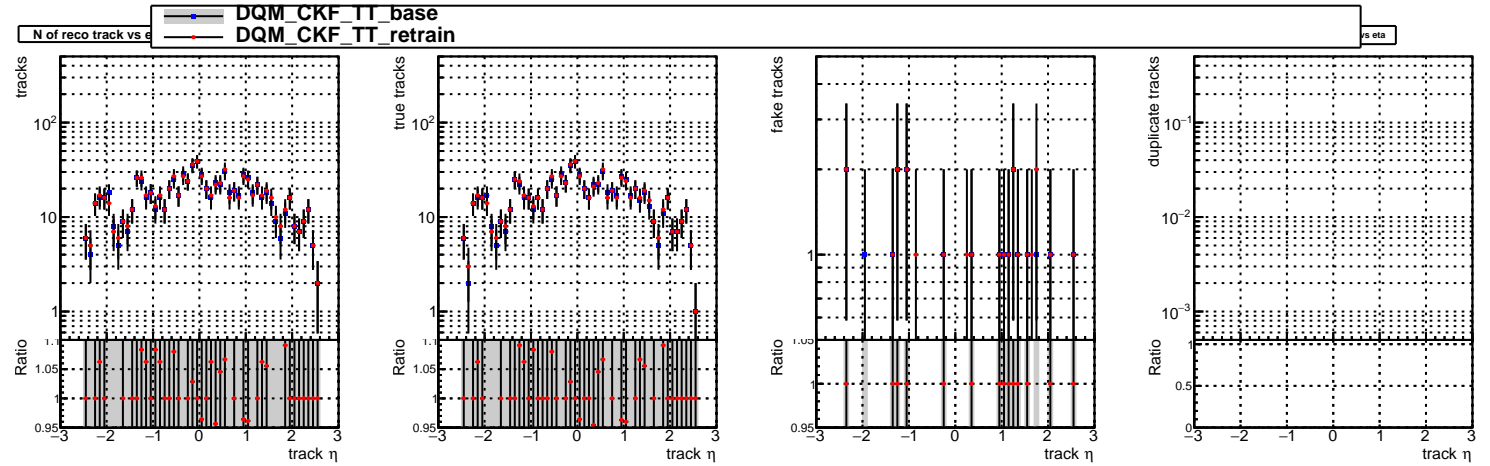 DQM_CKF_TT_base
DQM_CKF_TT_retrain
N of reco track vs e
vs eta
tracks
10²
10
1
Ratio
1.1
1.05
1
0.95
−3 −2 −1 0 1 2 3
track η
true tracks
10²
10
1
Ratio
1.1
1.05
1
0.95
−3 −2 −1 0 1 2 3
track η
fake tracks
1
Ratio
1.05
1
0.95
−3 −2 −1 0 1 2 3
track η
duplicate tracks
10⁻¹
10⁻²
10⁻³
Ratio
1
0.5
0
−3 −2 −1 0 1 2 3
track η